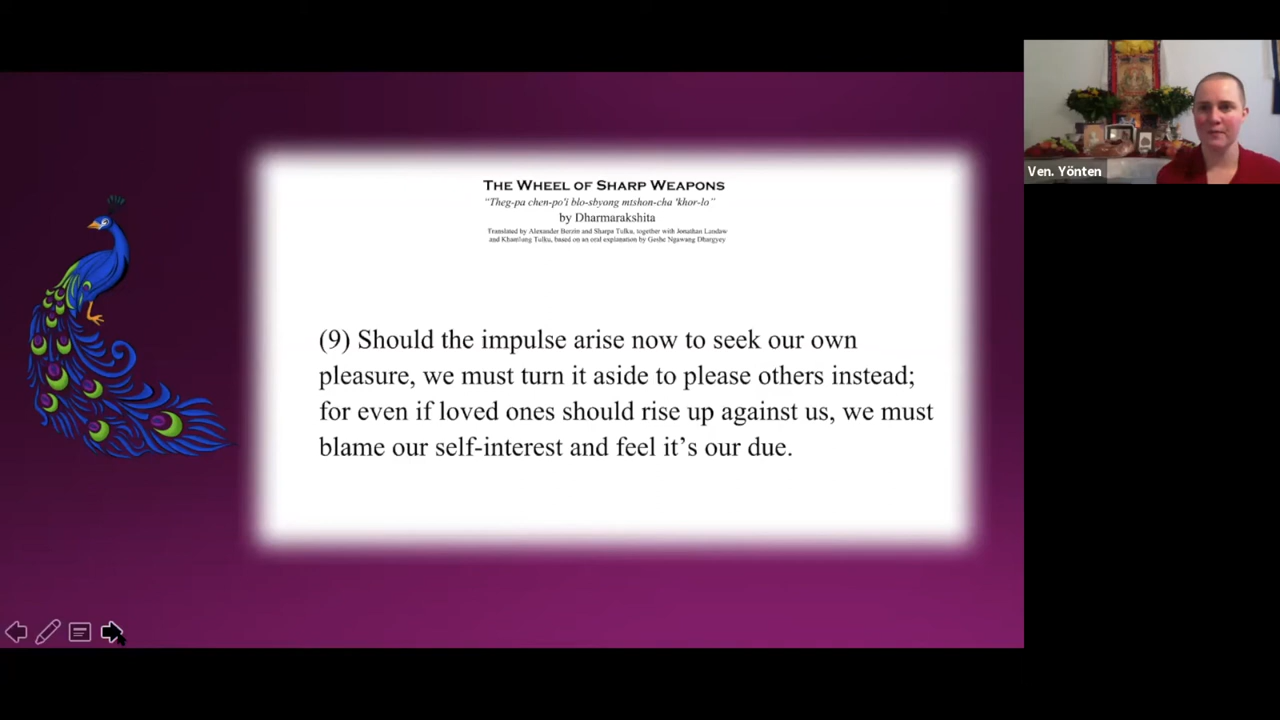 THE WHEEL OF SHARP WEAPONS
"Theg-pa chen-po'i blo-sbyong mtshon-cha 'khor-lo"
by Dharmarakshita
Translated by Alexander Berzin and Sharpa Tulku, together with Jonathan Landaw
and Khamlung Tulku, based on an oral explanation by Geshe Ngawang Dhargyey
(9) Should the impulse arise now to seek our own
pleasure, we must turn it aside to please others instead;
for even if loved ones should rise up against us, we must
blame our self-interest and feel it's our due.
Ven. Yönten